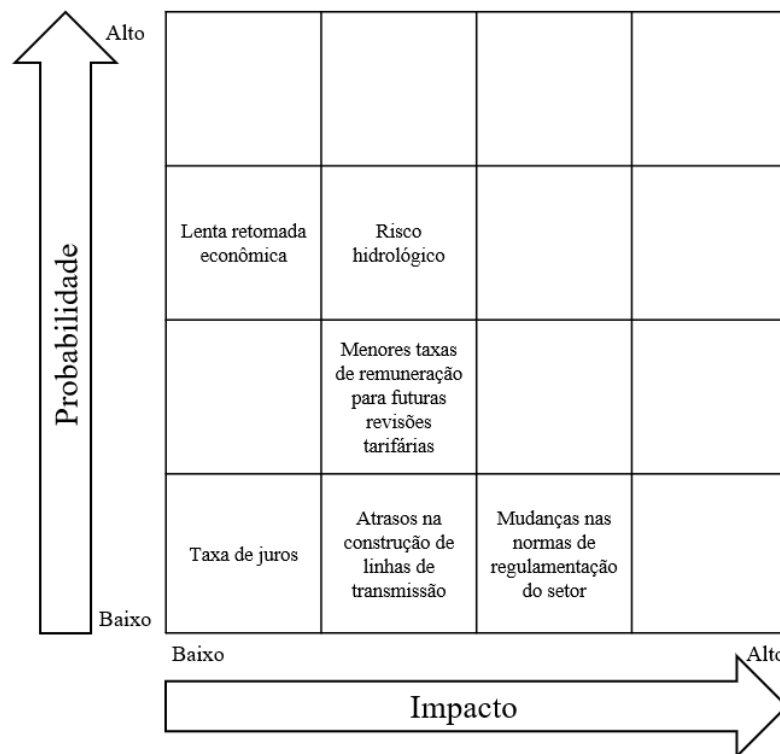 Alto
Probabilidade
Lenta retomada
econômica
Risco
hidrológico
Menores taxas
de remuneração
para futuras
revisões
tarifárias
Taxa de juros
Atrasos na
construção de
linhas de
transmissão
Mudanças nas
normas de
regulamentação
do setor
Baixo
Baixo
Alto
Impacto